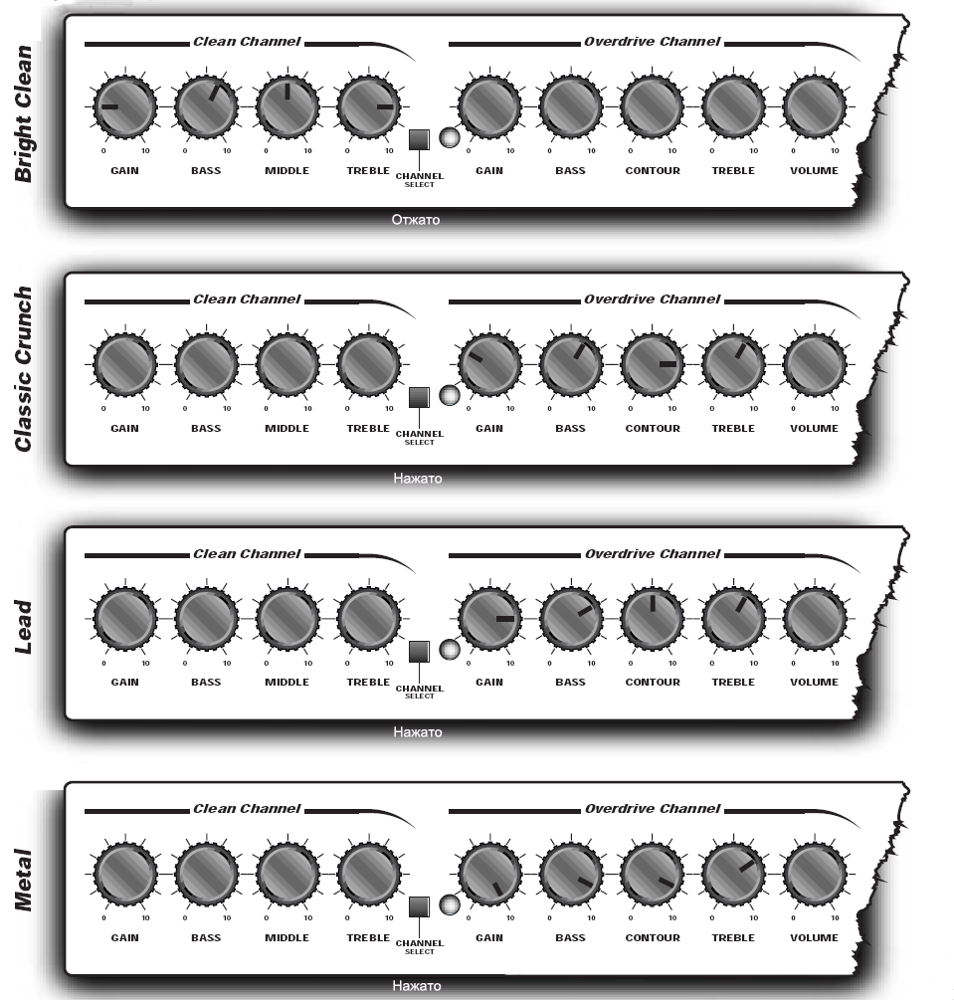 Bright Clean
Clean Channel Overdrive Channel
0 10 0 10 0 10 0 10 0 10 0 10 0 10 0 10 0 10
GAIN BASS MIDDLE TREBLE GAIN BASS CONTOUR TREBLE VOLUME
CHANNEL
SELECT
Отжато
Classic Crunch
Clean Channel Overdrive Channel
0 10 0 10 0 10 0 10 0 10 0 10 0 10 0 10 0 10
GAIN BASS MIDDLE TREBLE GAIN BASS CONTOUR TREBLE VOLUME
CHANNEL
SELECT
Нажато
Lead
Clean Channel Overdrive Channel
0 10 0 10 0 10 0 10 0 10 0 10 0 10 0 10 0 10
GAIN BASS MIDDLE TREBLE GAIN BASS CONTOUR TREBLE VOLUME
CHANNEL
SELECT
Нажато
Metal
Clean Channel Overdrive Channel
0 10 0 10 0 10 0 10 0 10 0 10 0 10 0 10 0 10
GAIN BASS MIDDLE TREBLE GAIN BASS CONTOUR TREBLE VOLUME
CHANNEL
SELECT
Нажато